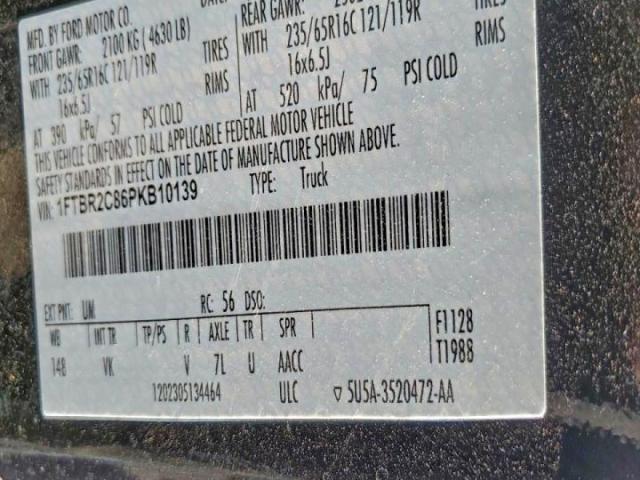 MFD. BY FORD MOTOR CO.
FRONT GAWR: 2100 KG ( 4630 LB)
WITH 235/65R16C 121/119R TIRES
16x6.5J RIMS
AT 390 kPa/ 57 PSI COLD
REAR GAWR:
WITH 235/65R16C 121/119R TIRES
16x6.5J RIMS
AT 520 kPa/ 75 PSI COLD
THIS VEHICLE CONFORMS TO ALL APPLICABLE FEDERAL MOTOR VEHICLE
SAFETY STANDARDS IN EFFECT ON THE DATE OF MANUFACTURE SHOWN ABOVE.
VIN: 1FTBR2C86PKB10139 TYPE: Truck
EXT PNT: UM RC: 56 DSO:
WB INT TR TP/PS R AXLE TR SPR
148 VK V 7L U AACC
F1128
T1988
1202305134464 ULC ▽ 5U5A-3520472-AA